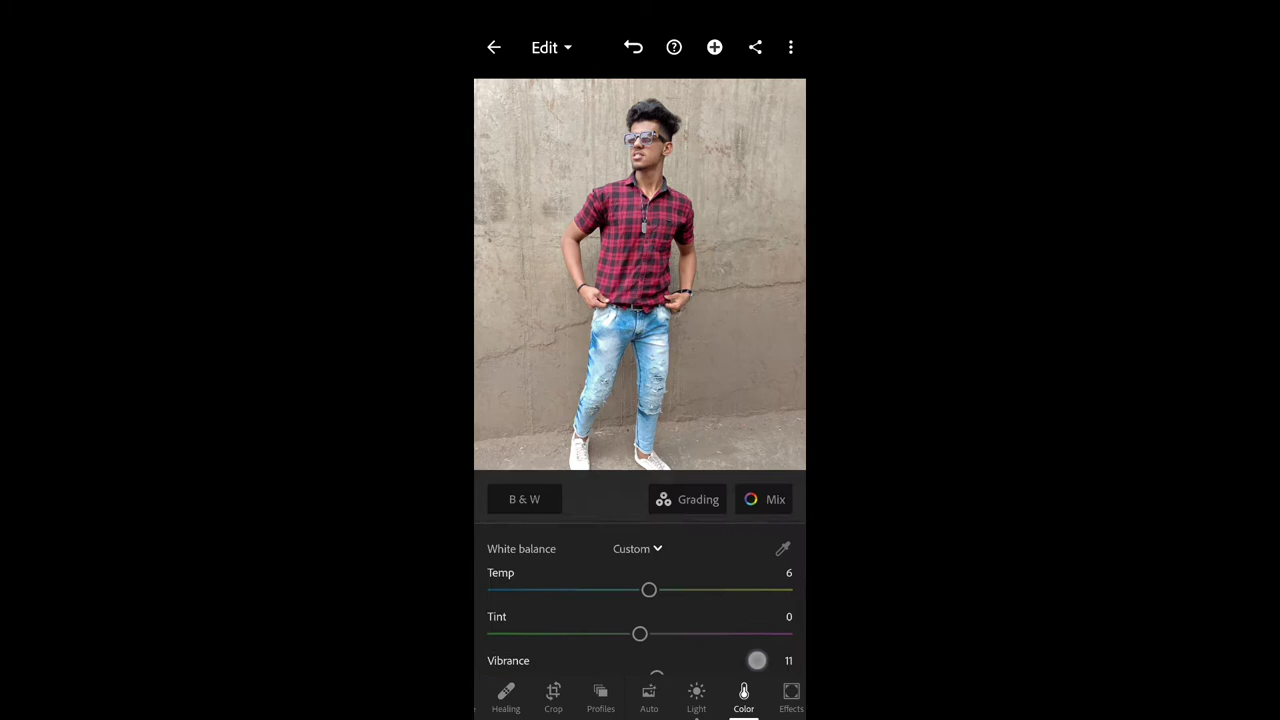 Edit
B & W
Grading
Mix
White balance
Custom
Temp
6
Tint
0
Vibrance
11
Healing
Crop
Profiles
Auto
Light
Color
Effects